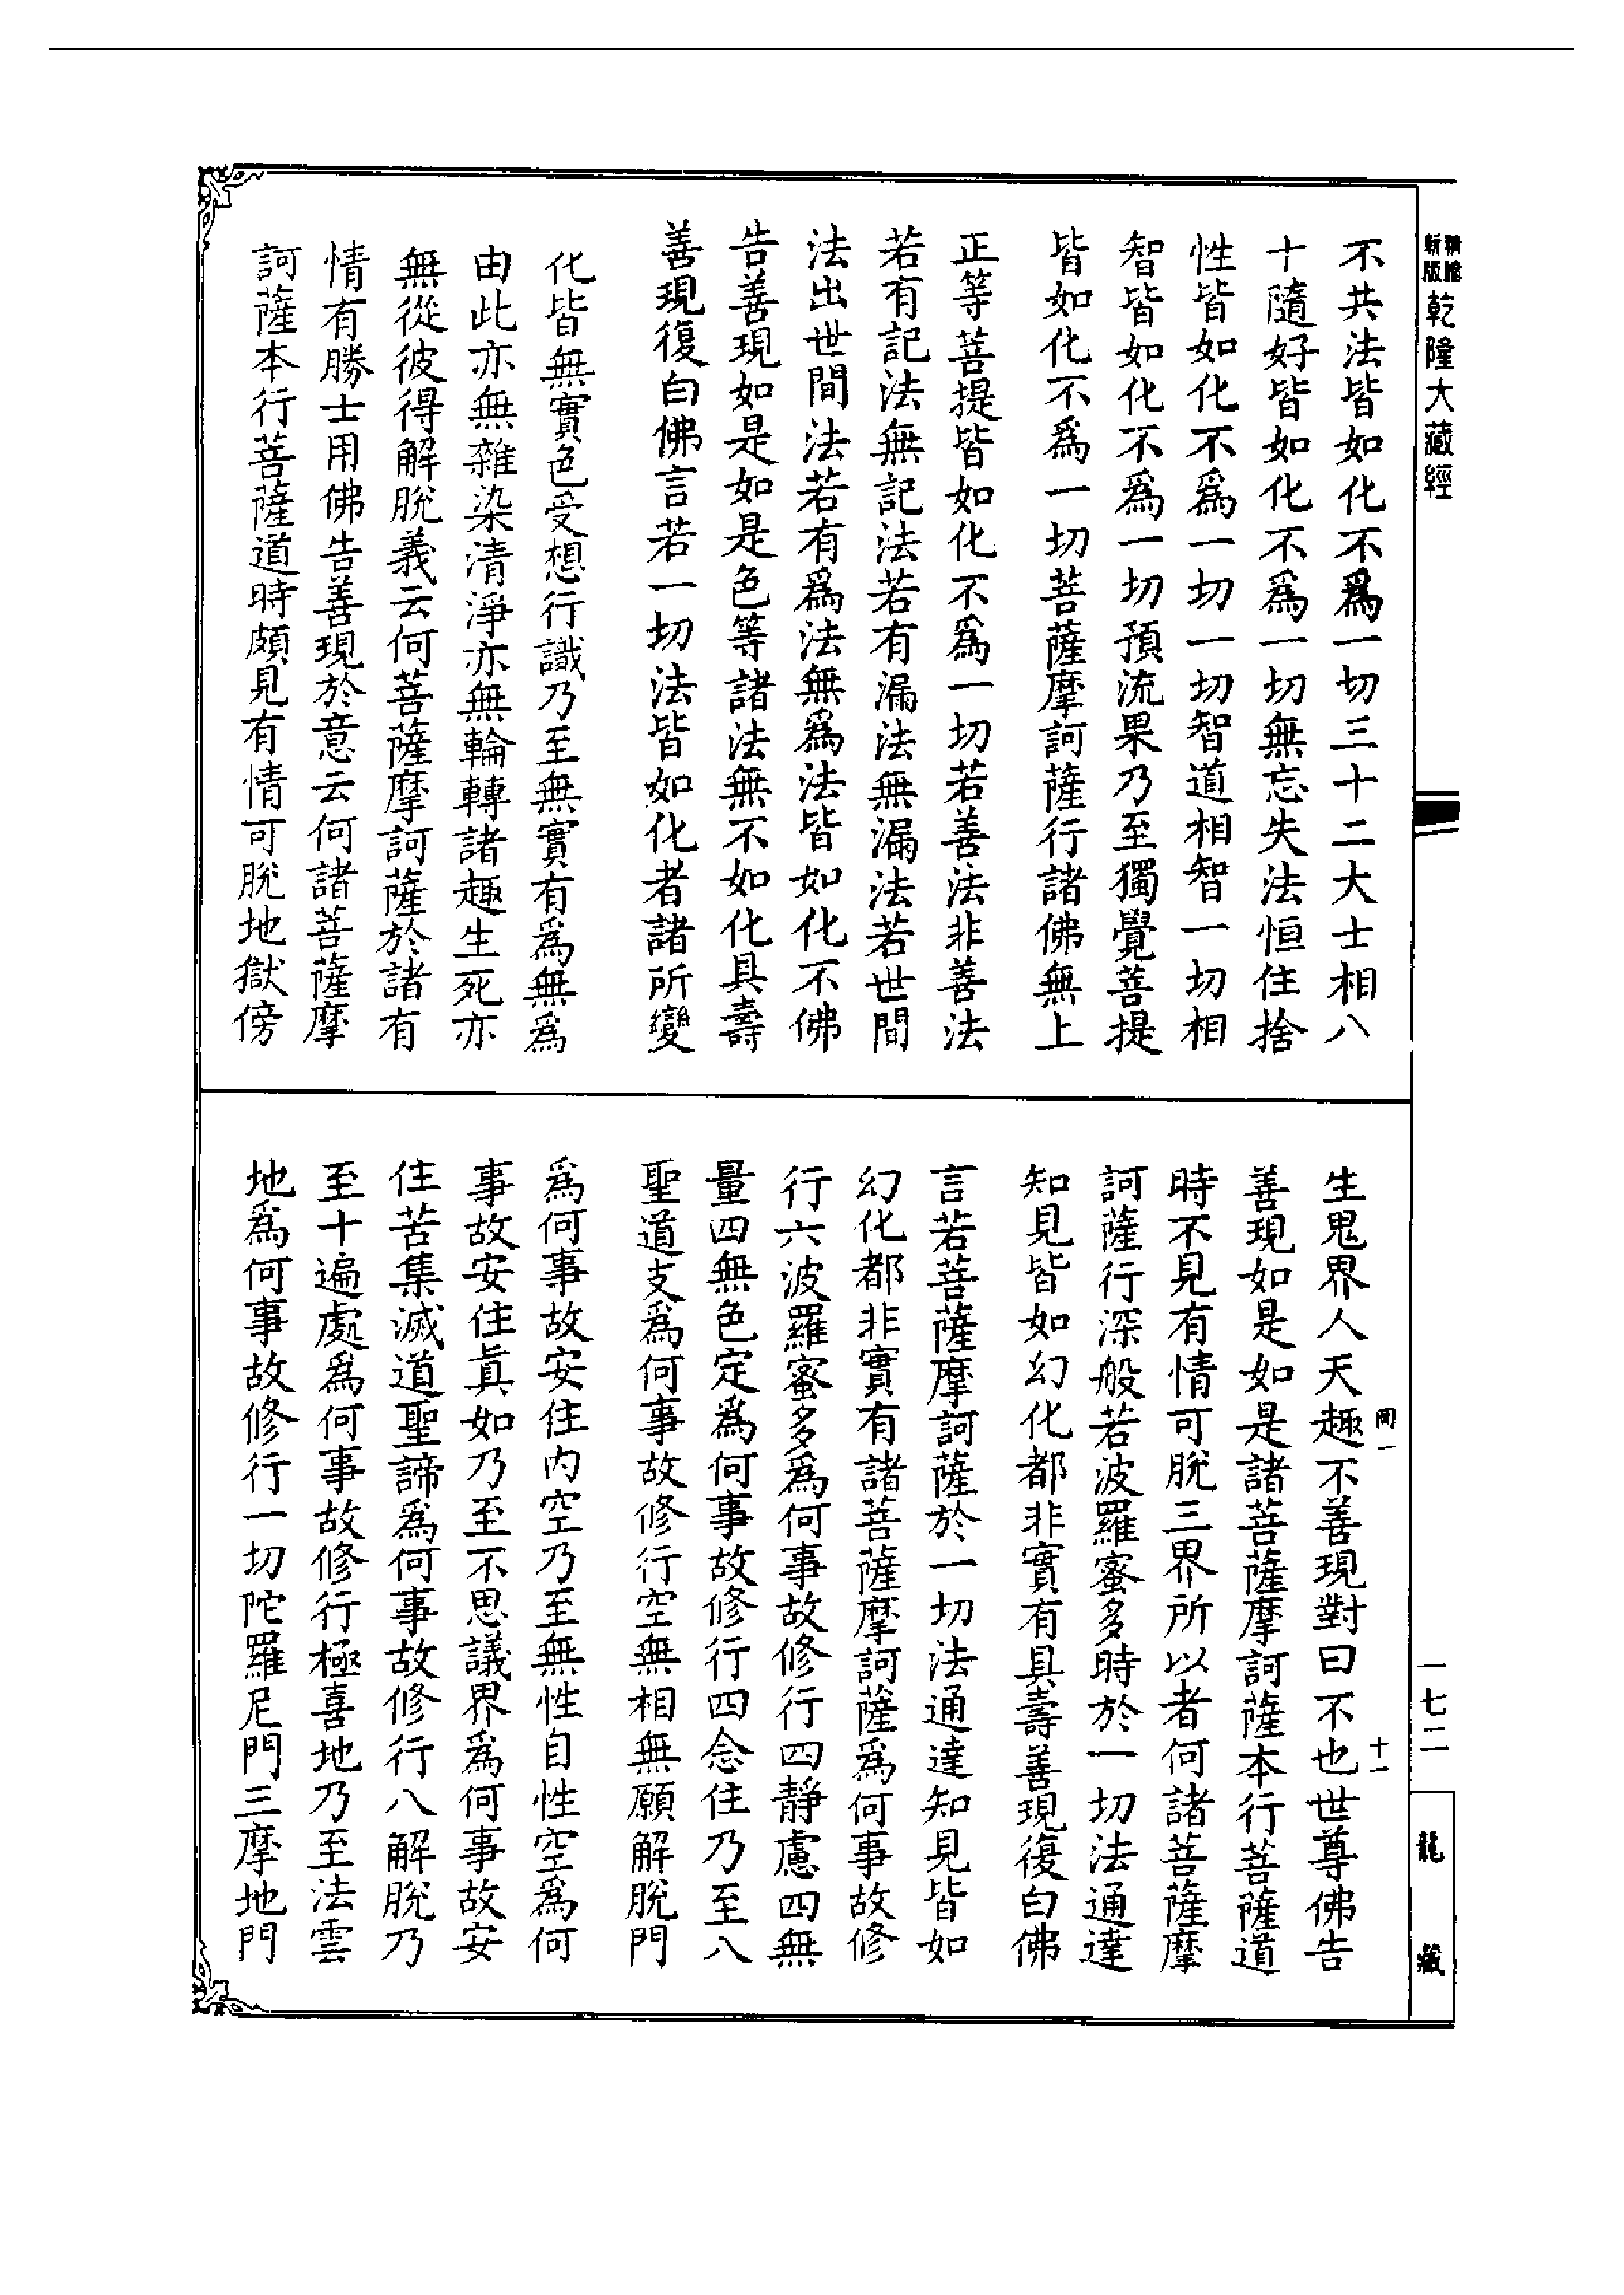 精縮新版
乾隆大藏經
不共法皆如化不爲一切三十二大士相八
十隨好皆如化不爲一切無忘失法恒住捨
性皆如化不爲一切一切智道相智一切相
智皆如化不爲一切預流果乃至獨覺菩提
皆如化不爲一切菩薩摩訶薩行諸佛無上
正等菩提皆如化不爲一切若善法非善法
若有記法無記法若有漏法無漏法若世間
法出世間法若有爲法無爲法皆如化不佛
告善現如是如是色等諸法無不如化具壽
善現復白佛言若一切法皆如化者諸所變
化皆無實色受想行識乃至無實有爲無爲
由此亦無雜染清淨亦無輪轉諸趣生死亦
無從彼得解脫義云何菩薩摩訶薩於諸有
情有勝士用佛告善現於意云何諸菩薩摩
訶薩本行菩薩道時頗見有情可脫地獄傍
生鬼界人天趣不善現對曰不也世尊佛告
善現如是如是諸菩薩摩訶薩本行菩薩道
時不見有情可脫三界所以者何諸菩薩摩
訶薩行深般若波羅蜜多時於一切法通達
知見皆如幻化都非實有具壽善現復白佛
言若菩薩摩訶薩於一切法通達知見皆如
幻化都非實有諸菩薩摩訶薩爲何事故修
行六波羅蜜多爲何事故修行四靜慮四無
量四無色定爲何事故修行四念住乃至八
聖道支爲何事故修行空無相無願解脫門
爲何事故安住內空乃至無性自性空爲何
事故安住真如乃至不思議界爲何事故安
住苦集滅道聖諦爲何事故修行八解脫乃
至十遍處爲何事故修行極喜地乃至法雲
地爲何事故修行一切陀羅尼門三摩地門
一七二
十一
龍藏